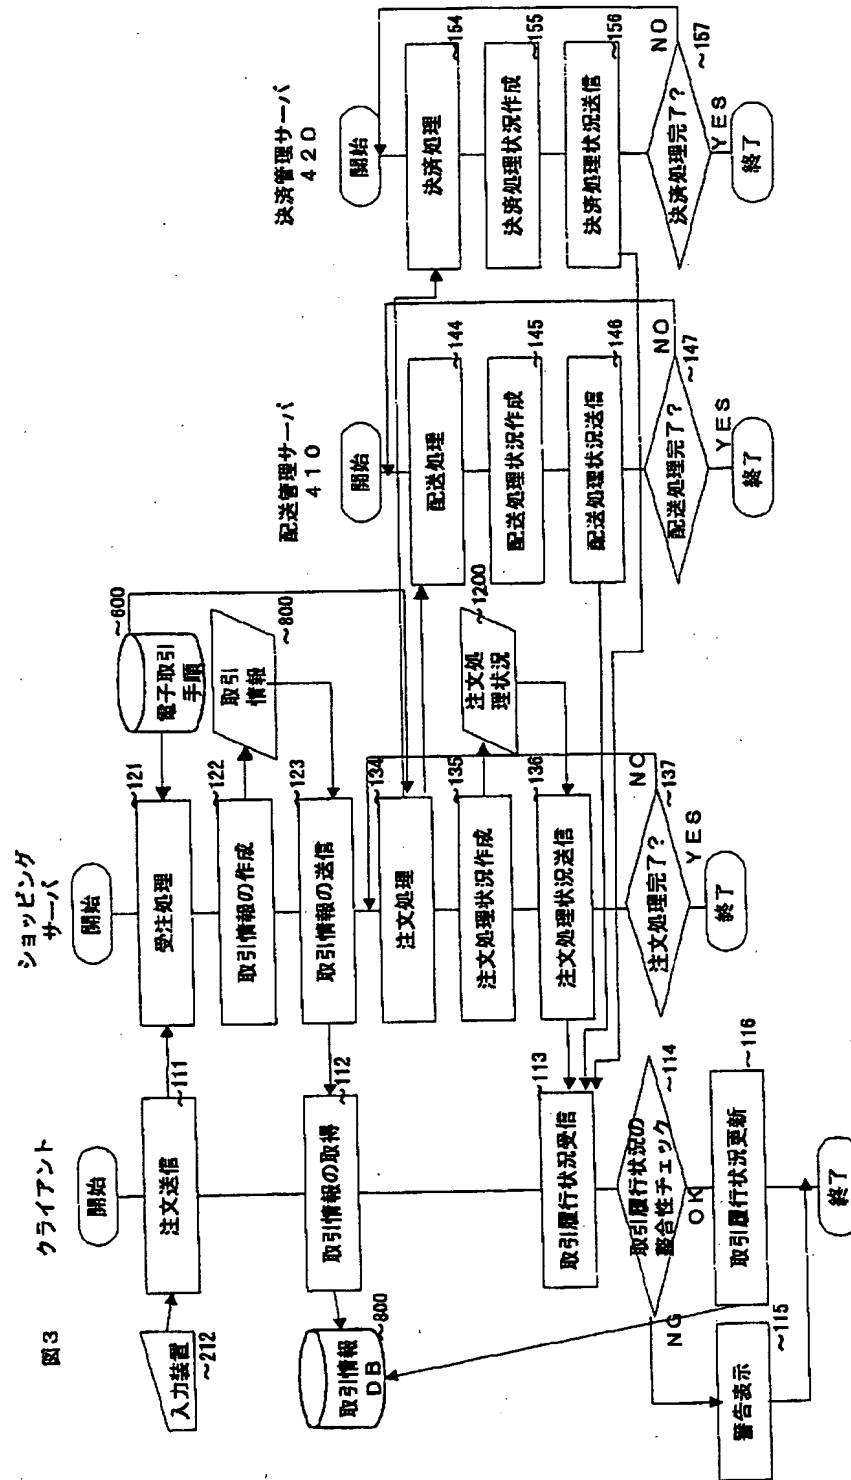 図3
クライアント
開始
入力装置
~212
注文送信
~111
取引情報の取得
~112
取引情報
DB
~800
取引履行状況受信
113
取引履行状況の
整合性チェック
~114
OK
NG
取引履行状況更新
~116
警告表示
~115
終了
ショッピング
サーバ
開始
受注処理
~121
電子取引
手順
~600
取引情報の作成
~122
取引
情報
~800
取引情報の送信
~123
注文処理
~134
注文処理状況作成
~135
注文処
理状況
~1200
注文処理状況送信
~136
注文処理完了?
~137
NO
YES
終了
配送管理サーバ
410
開始
配送処理
~144
配送処理状況作成
~145
配送処理状況送信
~146
配送処理完了?
~147
NO
YES
終了
決済管理サーバ
420
開始
決済処理
~154
決済処理状況作成
~155
決済処理状況送信
~156
決済処理完了?
~157
NO
YES
終了